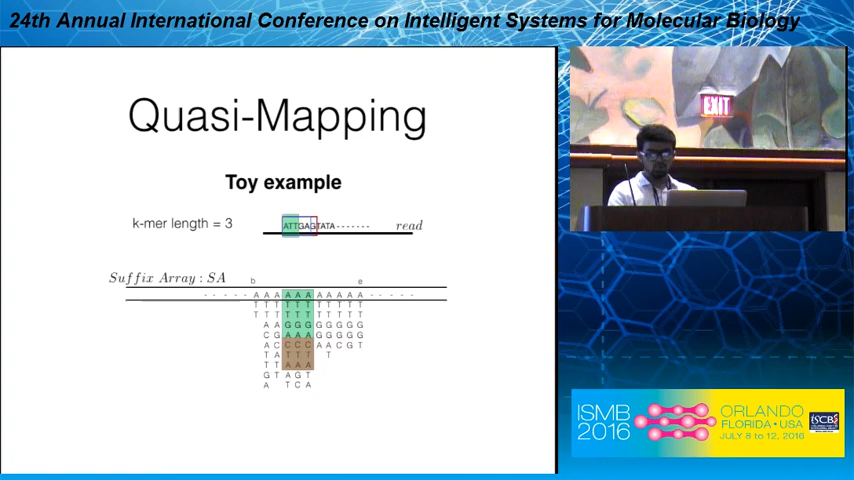 24th Annual International Conference on Intelligent Systems for Molecular Biology
Quasi-Mapping
Toy example
k-mer length = 3
ATTGAGTATA------- read
Suffix Array : SA
b e
- - - - - A A A A A A A A A A A - - - - -
T T T T T T T T T T T
T T T T T T T T T T T
A A G G G G G G G G
C G A A A G G G G G
A C C C C A A C G T
T A T T T T
T T A A A
G T A G T
A T C A
EXIT
ISMB
2016
ORLANDO
FLORIDA • USA
JULY 8 to 12, 2016
ISCB